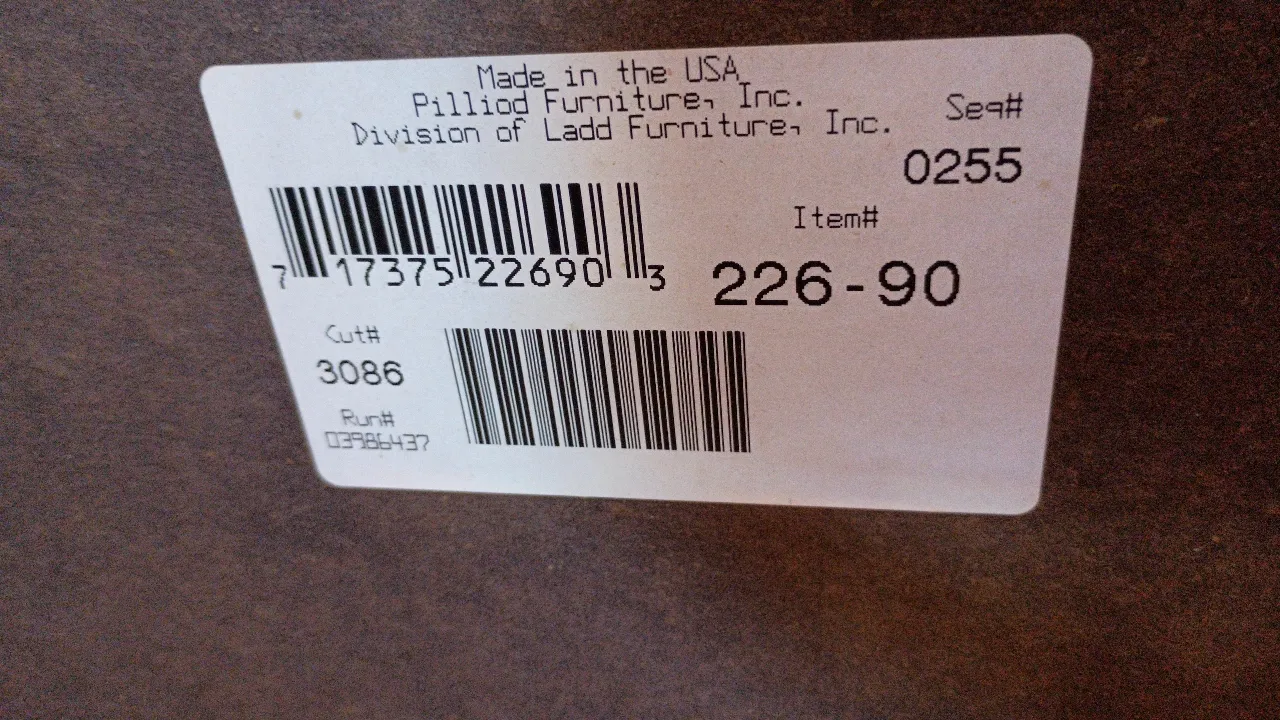 Made in the USA
Pilliod Furniture, Inc.
Division of Ladd Furniture, Inc.
Seq#
0255
Item#
226-90
7 17375 22690 3
Cut#
3086
Run#
03986437